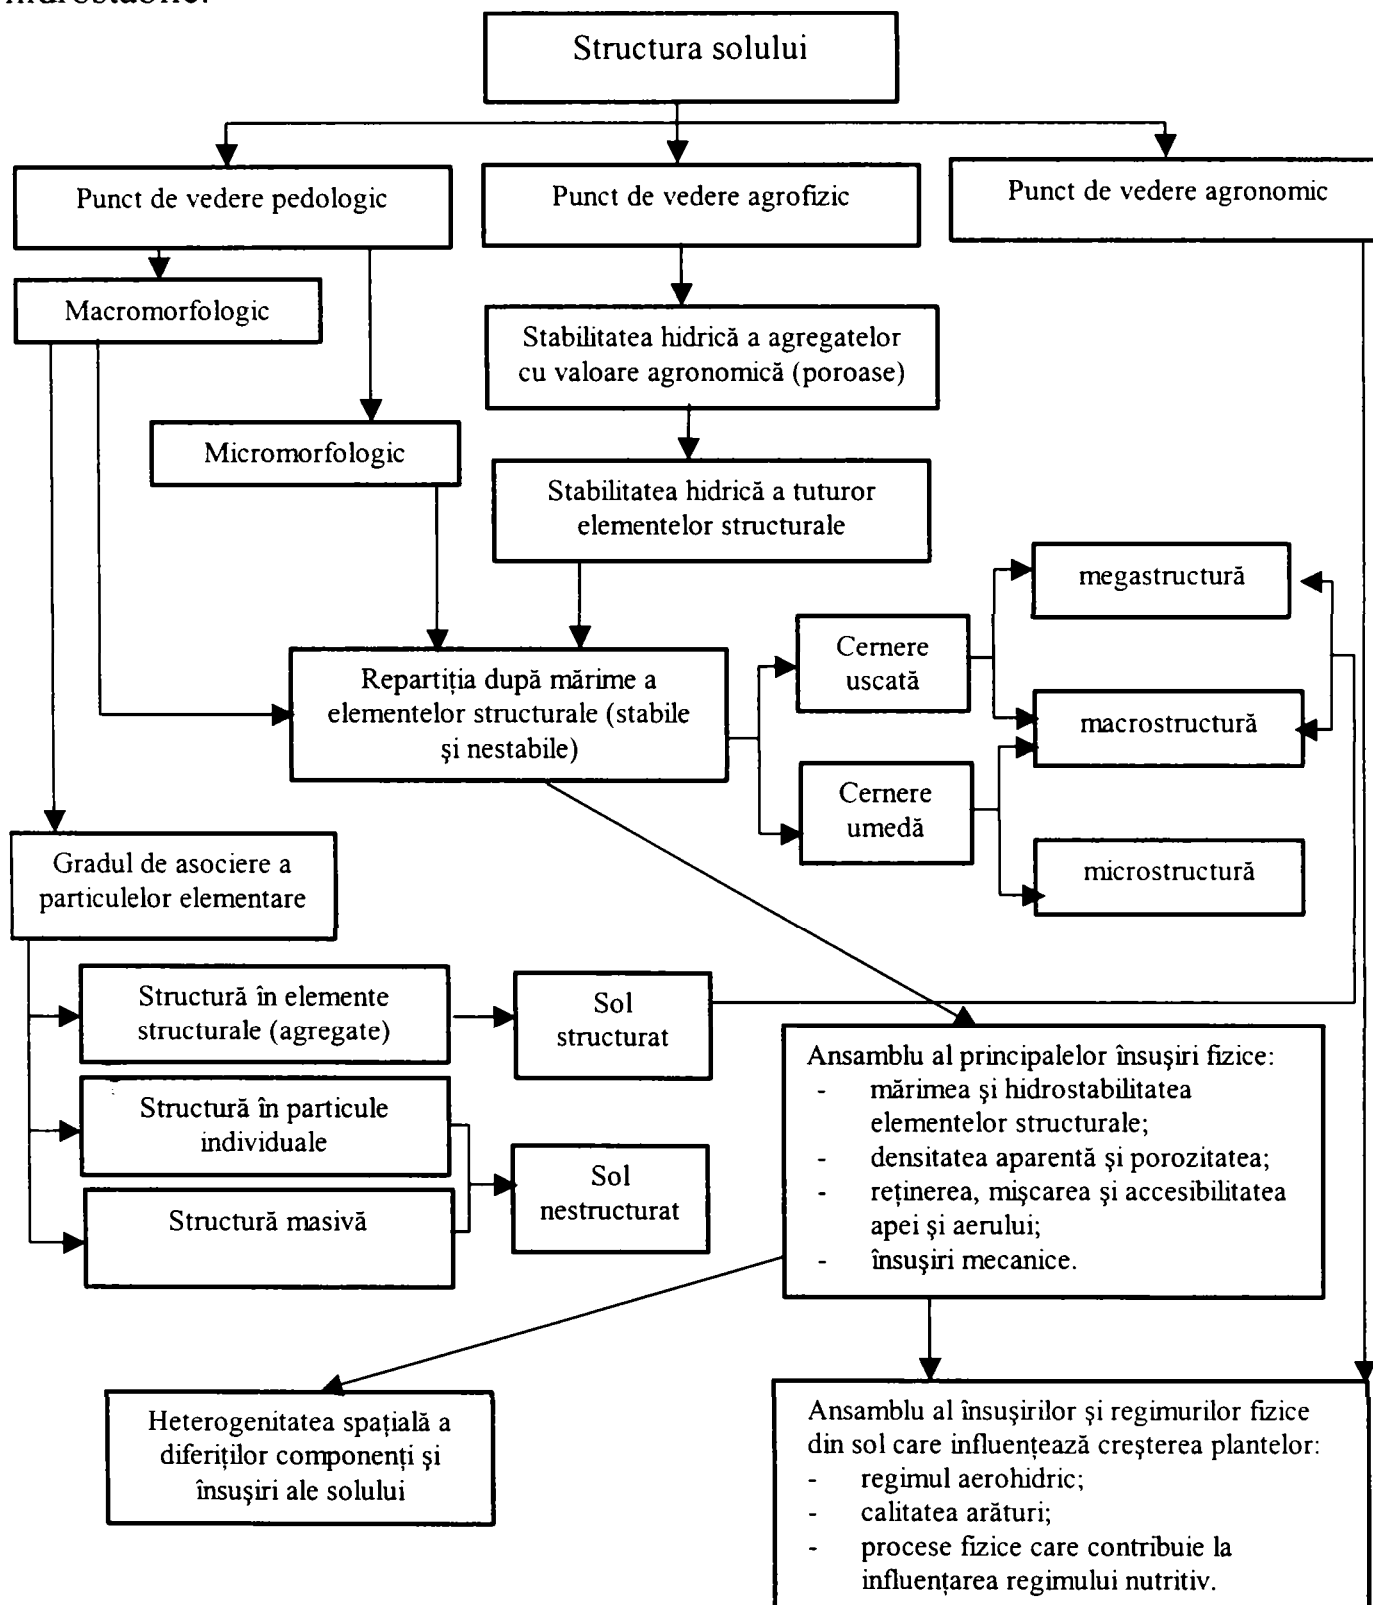 hidrostabile.
Structura solului
Punct de vedere pedologic
Punct de vedere agrofizic
Punct de vedere agronomic
Macromorfologic
Stabilitatea hidrică a agregatelor
cu valoare agronomică (poroase)
Micromorfologic
Stabilitatea hidrică a tuturor
elementelor structurale
megastructură
Cernere
uscată
Repartiția după mărime a
elementelor structurale (stabile
și nestabile)
macrostructură
Cernere
umedă
microstructură
Gradul de asociere a
particulelor elementare
Structură în elemente
structurale (agregate)
Sol
structurat
Structură în particule
individuale
Sol
nestructurat
Structură masivă
Ansamblu al principalelor însușiri fizice:
- mărimea și hidrostabilitatea
elementelor structurale;
- densitatea aparentă și porozitatea;
- reținerea, mișcarea și accesibilitatea
apei și aerului;
- însușiri mecanice.
Heterogenitatea spațială a
diferiților componenți și
însușiri ale solului
Ansamblu al însușirilor și regimurilor fizice
din sol care influențează creșterea plantelor:
- regimul aerohidric;
- calitatea arături;
- procese fizice care contribuie la
influențarea regimului nutritiv.